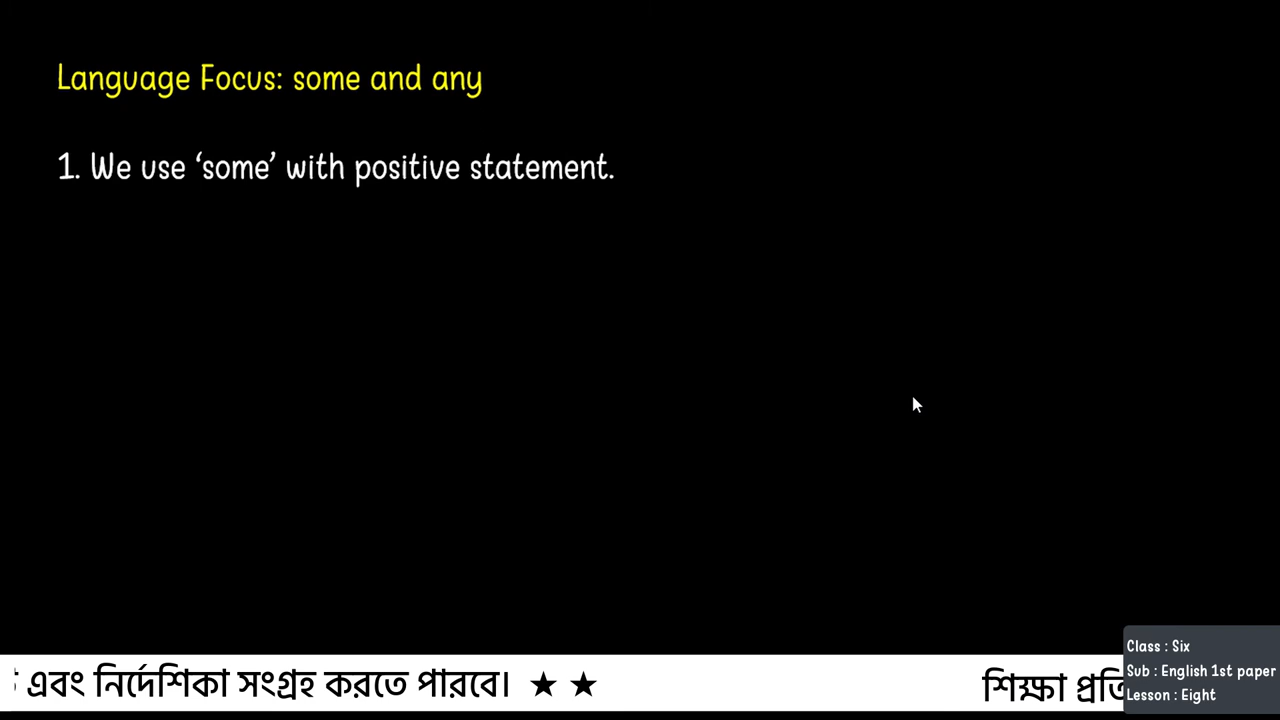 Language Focus: some and any
1. We use ‘some’ with positive statement.
এবং নির্দেশিকা সংগ্রহ করতে পারবে। ★ ★
শিক্ষা
Class : Six
Sub : English 1st paper
Lesson : Eight